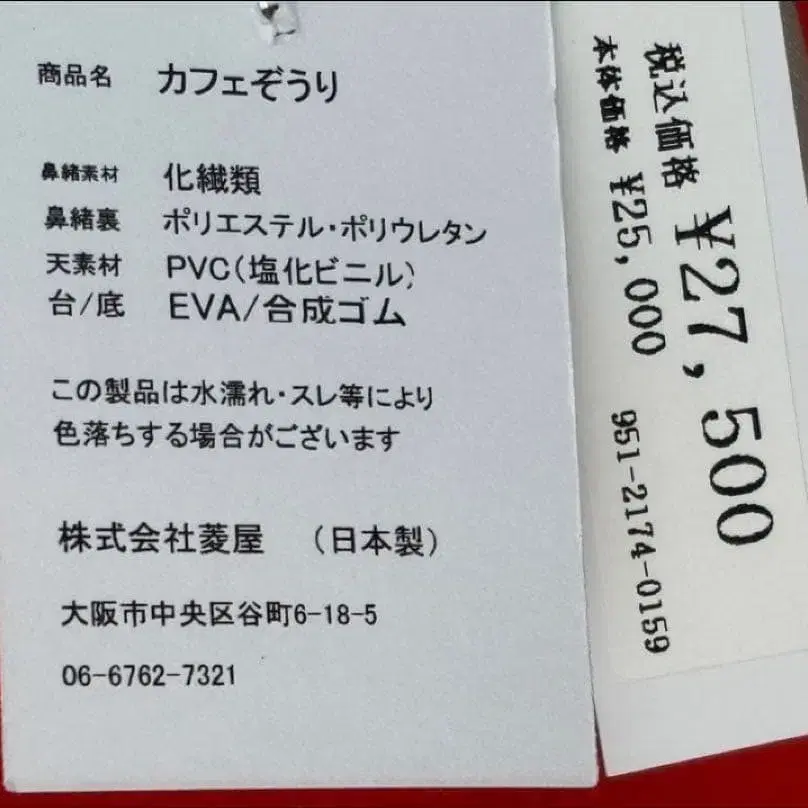 商品名 カフェぞうり
鼻緒素材 化繊類
鼻緒裏 ポリエステル・ポリウレタン
天素材 PVC(塩化ビニル)
台/底 EVA/合成ゴム
この製品は水濡れ・スレ等により
色落ちする場合がございます
株式会社菱屋 (日本製)
大阪市中央区谷町6-18-5
06-6762-7321
税込価格 ¥27,500
本体価格 ¥25,000 951-2174-0159